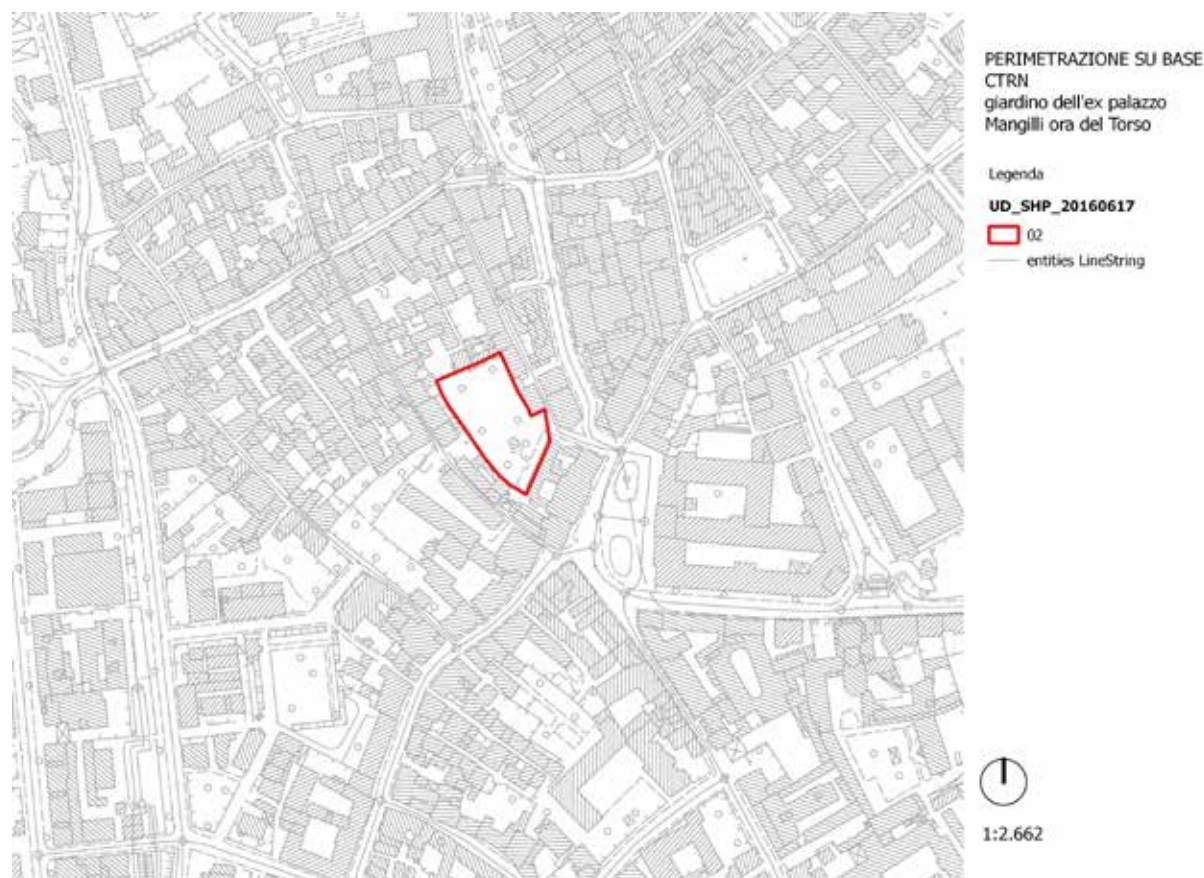 PERIMETRAZIONE SU BASE
CTRN
giardino dell'ex palazzo
Mangilli ora del Torso
Legenda
UD_SHP_20160617
02
entities LineString
1:2.662